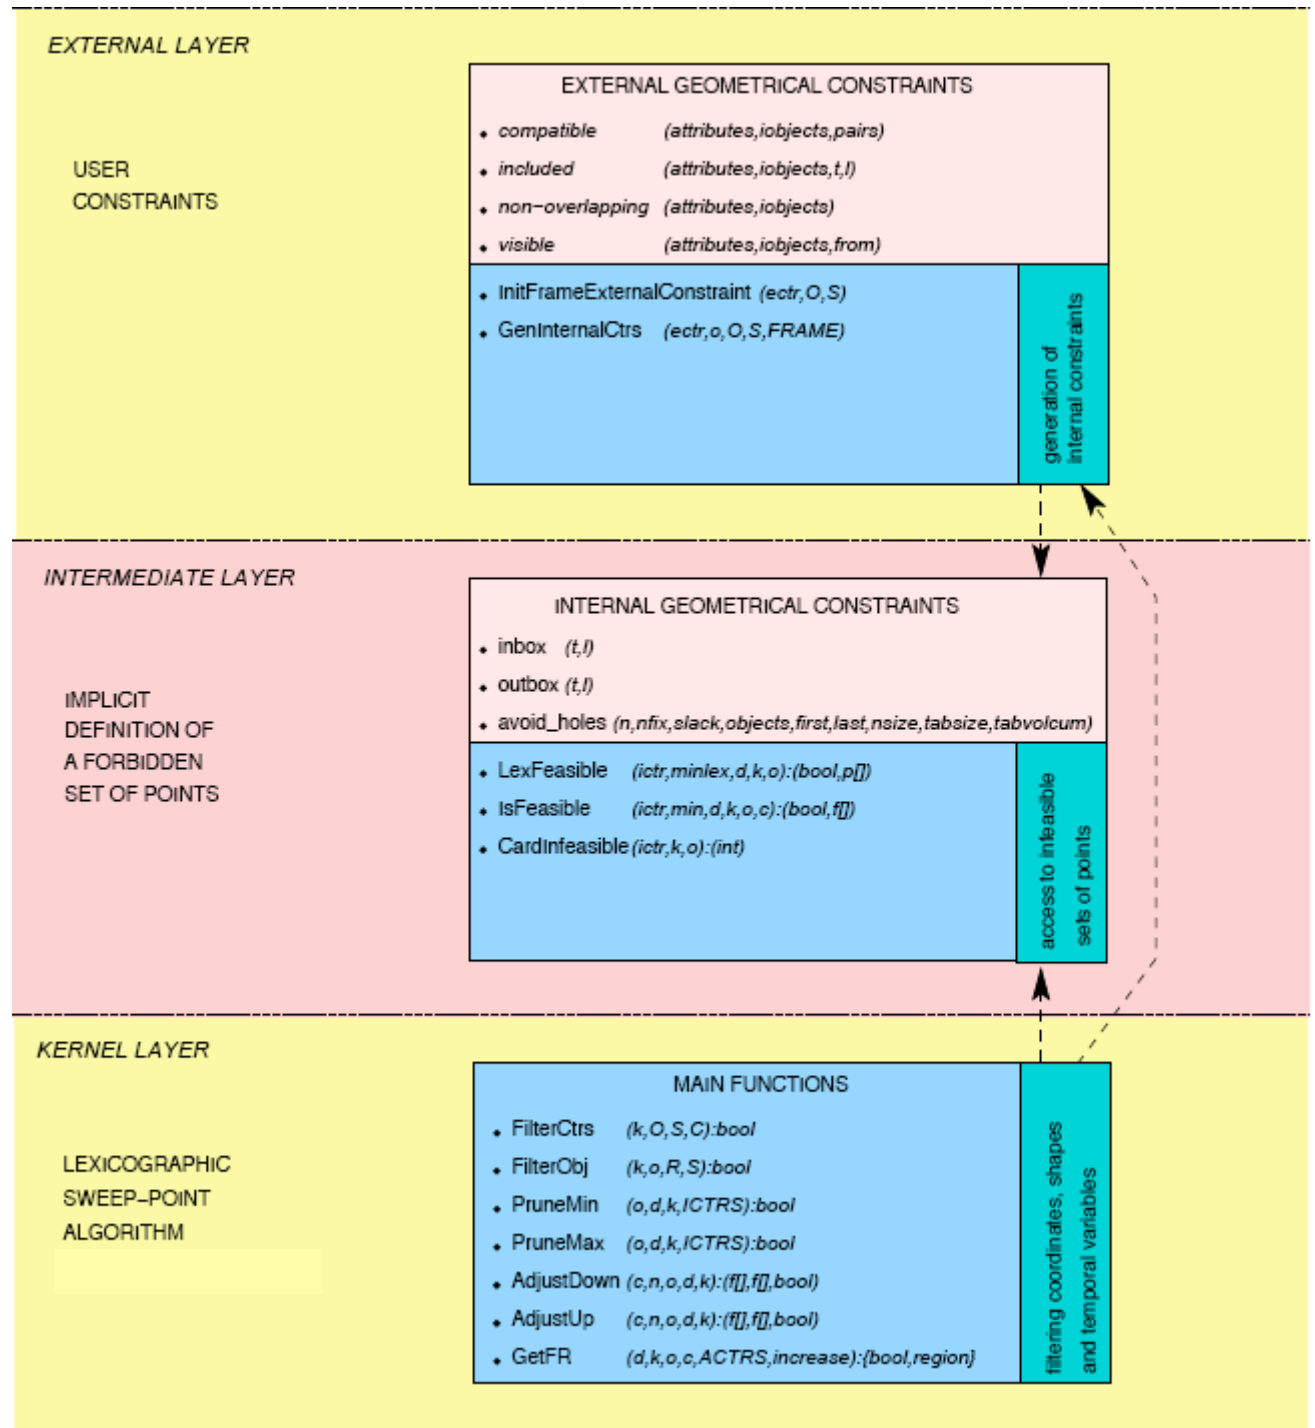 EXTERNAL LAYER
EXTERNAL GEOMETRICAL CONSTRAINTS
USER
CONSTRAINTS
• compatible (attributes,iobjects,pairs)
• included (attributes,iobjects,t,l)
• non-overlapping (attributes,iobjects)
• visible (attributes,iobjects,from)
• InitFrameExternalConstraint (ectr,O,S)
• GenInternalCtrs (ectr,o,O,S,FRAME)
generation of
internal constraints
INTERMEDIATE LAYER
INTERNAL GEOMETRICAL CONSTRAINTS
IMPLICIT
DEFINITION OF
A FORBIDDEN
SET OF POINTS
• inbox (t,l)
• outbox (t,l)
• avoid_holes (n,nfix,slack,objects,first,last,nsize,tabsize,tabvolcum)
• LexFeasible (ictr,minlex,d,k,o):(bool,p[])
• IsFeasible (ictr,min,d,k,o,c):(bool,f[])
• CardInfeasible (ictr,k,o):(int)
access to infeasible
sets of points
KERNEL LAYER
MAIN FUNCTIONS
LEXICOGRAPHIC
SWEEP-POINT
ALGORITHM
• FilterCtrs (k,O,S,C):bool
• FilterObj (k,o,R,S):bool
• PruneMin (o,d,k,ICTRS):bool
• PruneMax (o,d,k,ICTRS):bool
• AdjustDown (c,n,o,d,k):(f[],f[],bool)
• AdjustUp (c,n,o,d,k):(f[],f[],bool)
• GetFR (d,k,o,c,ACTRS,increase):{bool,region}
filtering coordinates, shapes
and temporal variables